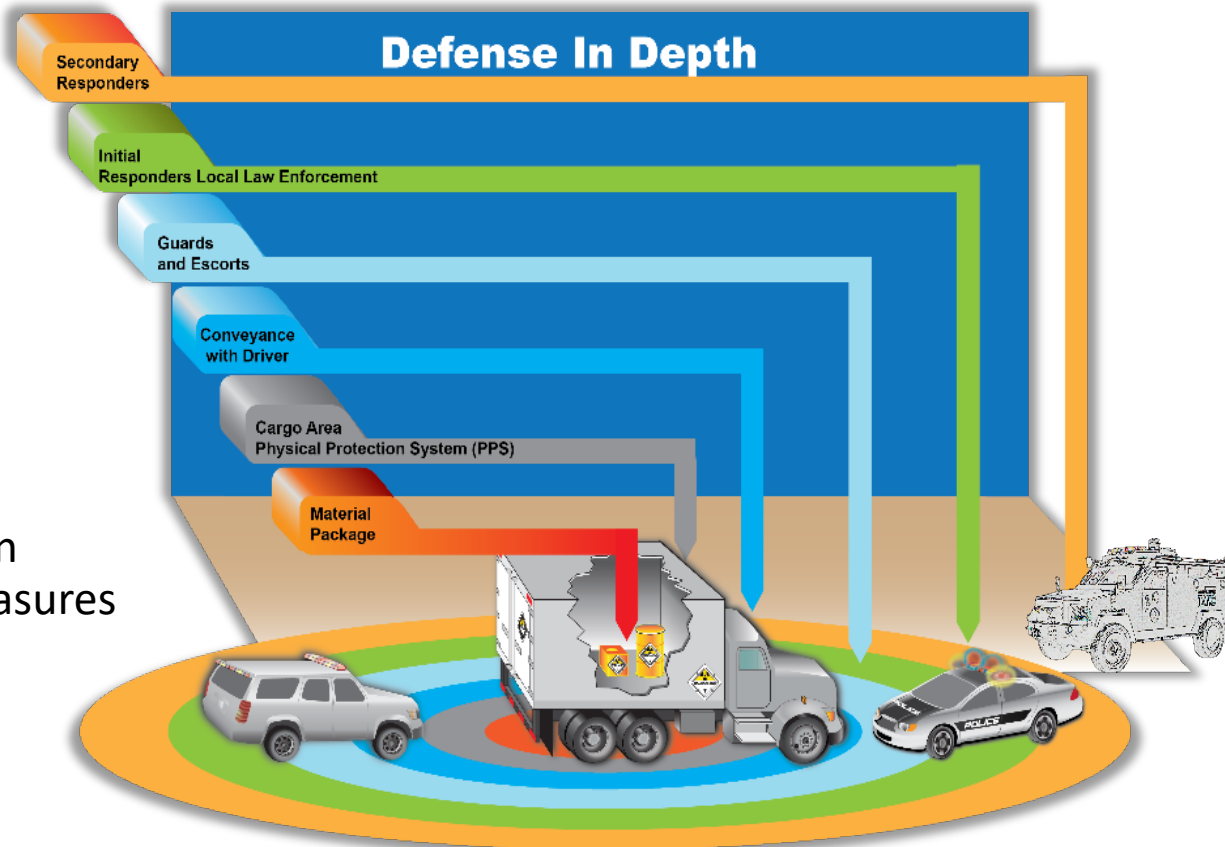 Defense In Depth
Secondary
Responders
Initial
Responders Local Law Enforcement
Guards
and Escorts
Conveyance
with Driver
Cargo Area
Physical Protection System (PPS)
Material
Package
POLICE
POLICE